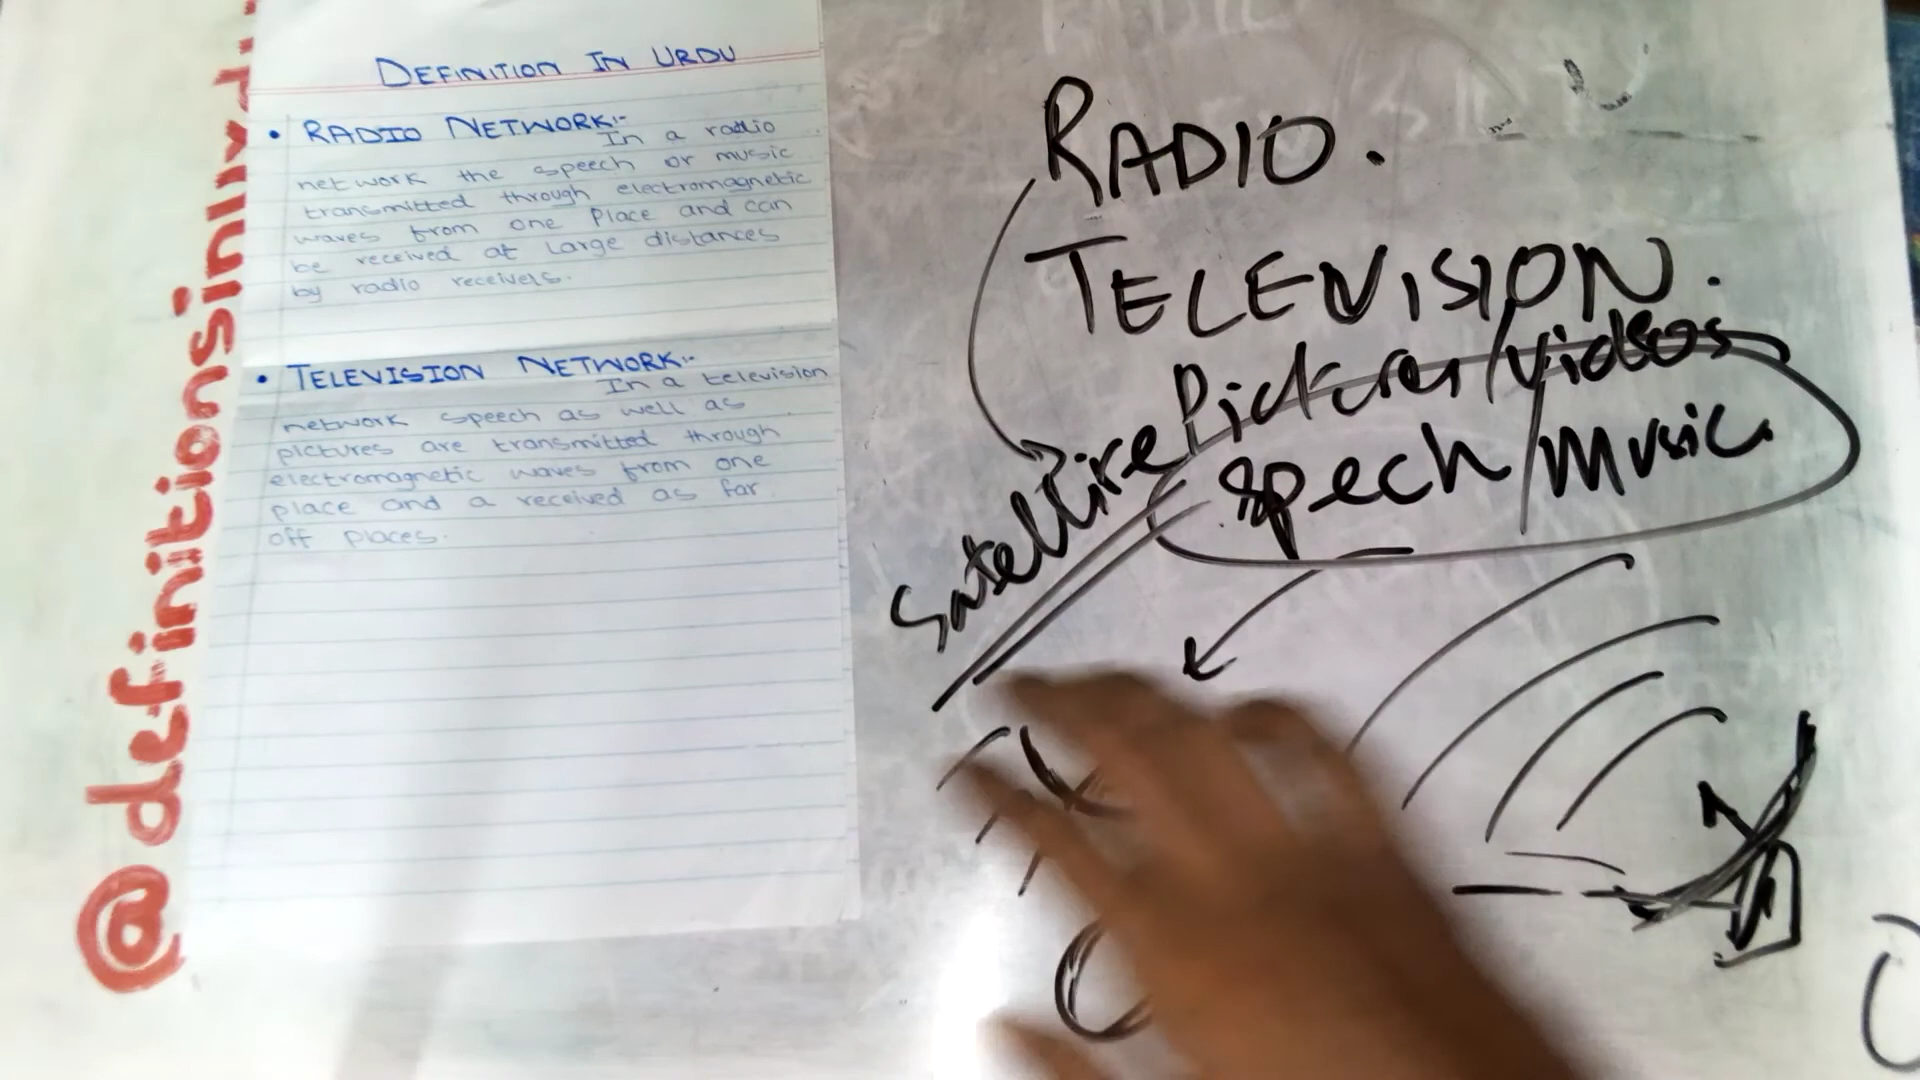 DEFINITION IN URDU
• RADIO NETWORK:-
In a radio
network the speech or music
transmitted through electromagnetic
waves from one place and can
be received at large distances
by radio receivels.
• TELEVISION NETWORK:-
In a television
network speech as well as
pictures are transmitted through
electromagnetic waves from one
place and a received as far
off places.
@definitionsin
RADIO.
TELEVISION.
Pictures/videos
Spech/Music
Satellite